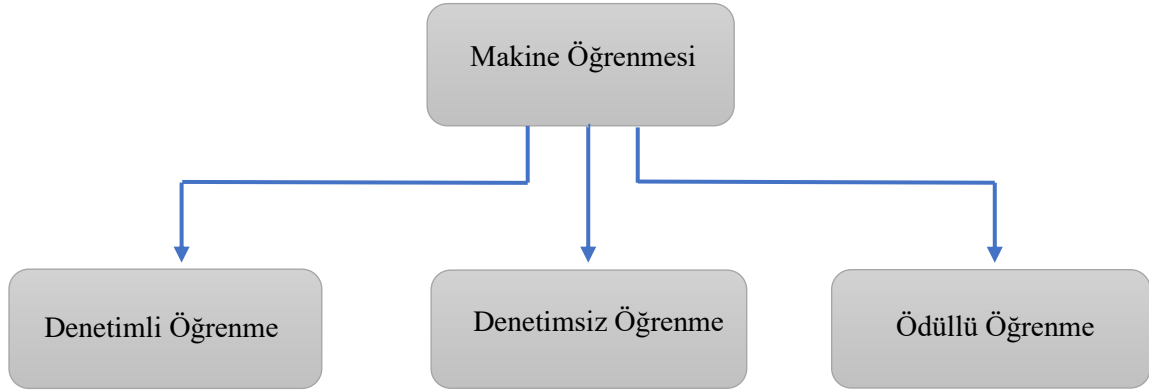 Makine Öğrenmesi
Denetimli Öğrenme
Denetimsiz Öğrenme
Ödüllü Öğrenme